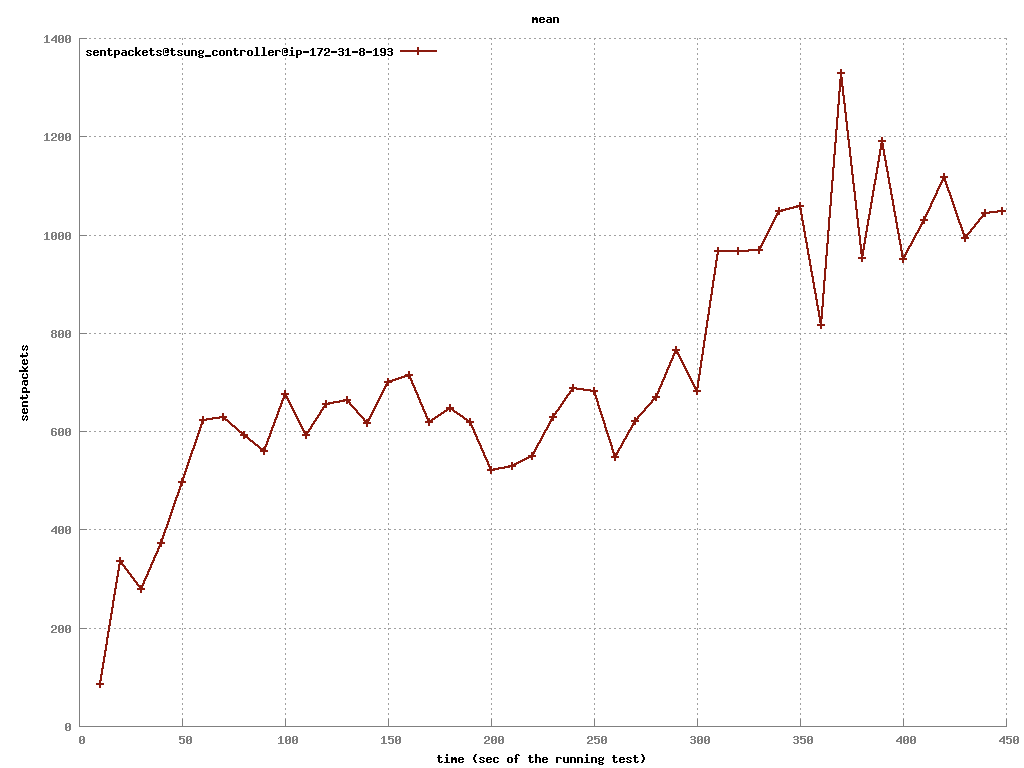 mean
1400
sentpackets@tsung_controller@ip-172-31-8-193
1200
1000
800
sentpackets
600
400
200
0
0 50 100 150 200 250 300 350 400 450
time (sec of the running test)